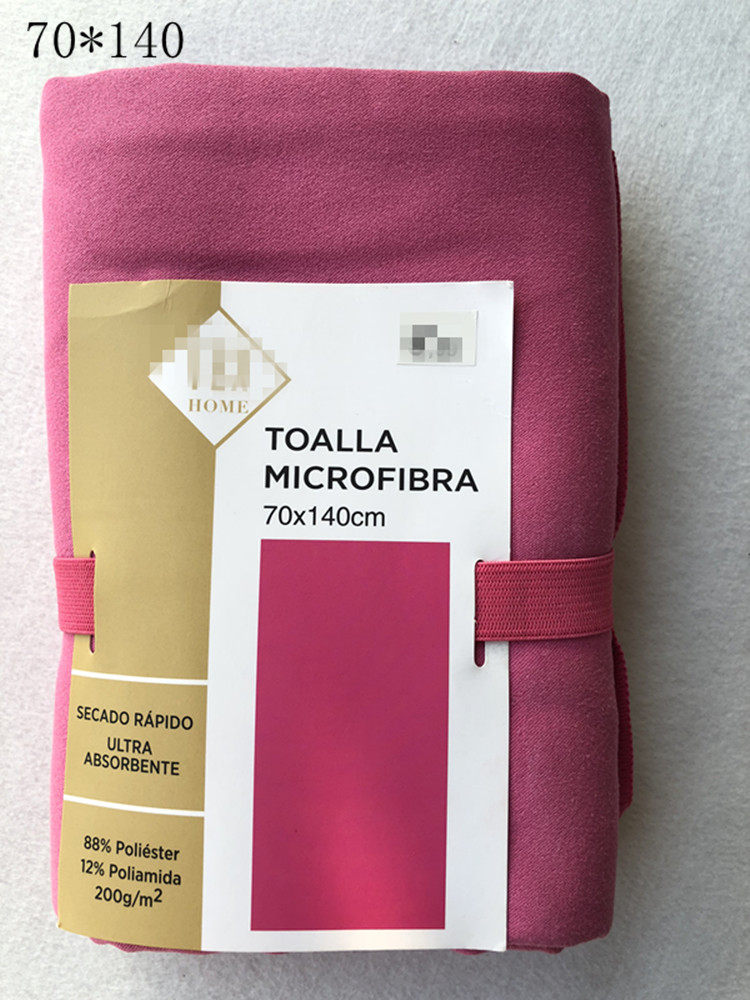 70*140
HOME
TOALLA
MICROFIBRA
70x140cm
SECADO RÁPIDO
ULTRA
ABSORBENTE
88% Poliéster
12% Poliamida
200g/m²